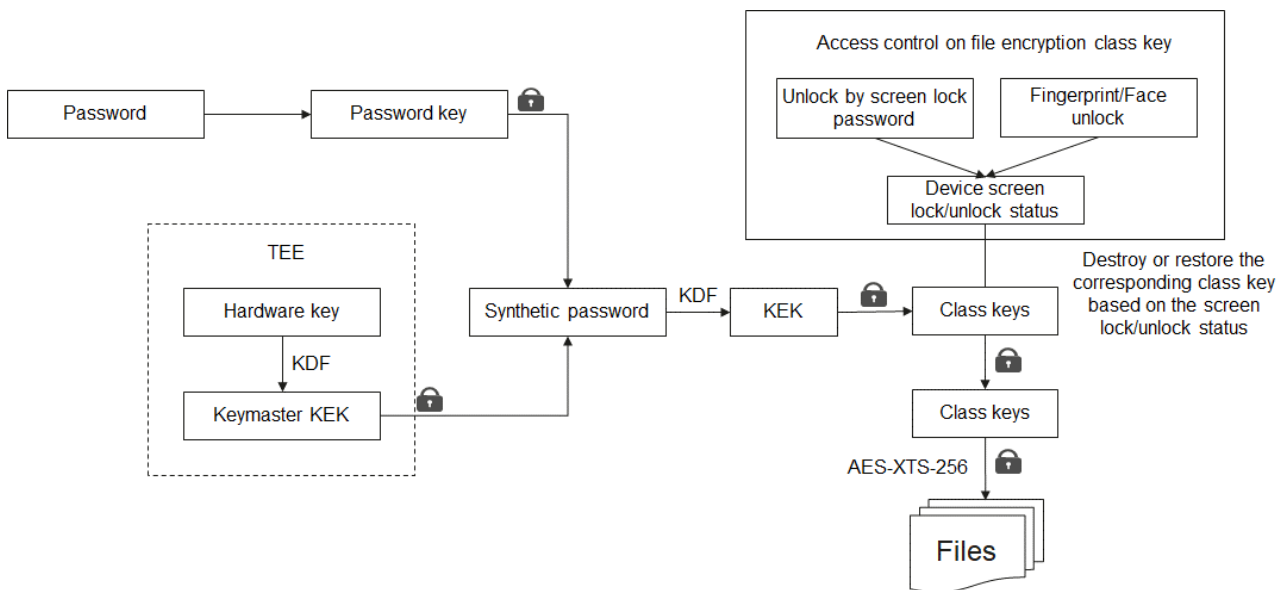 Access control on file encryption class key
Password
Password key
Unlock by screen lock
password
Fingerprint/Face
unlock
Device screen
lock/unlock status
TEE
Hardware key
KDF
Keymaster KEK
Synthetic password
KDF
KEK
Class keys
Destroy or restore the
corresponding class key
based on the screen
lock/unlock status
Class keys
AES-XTS-256
Files